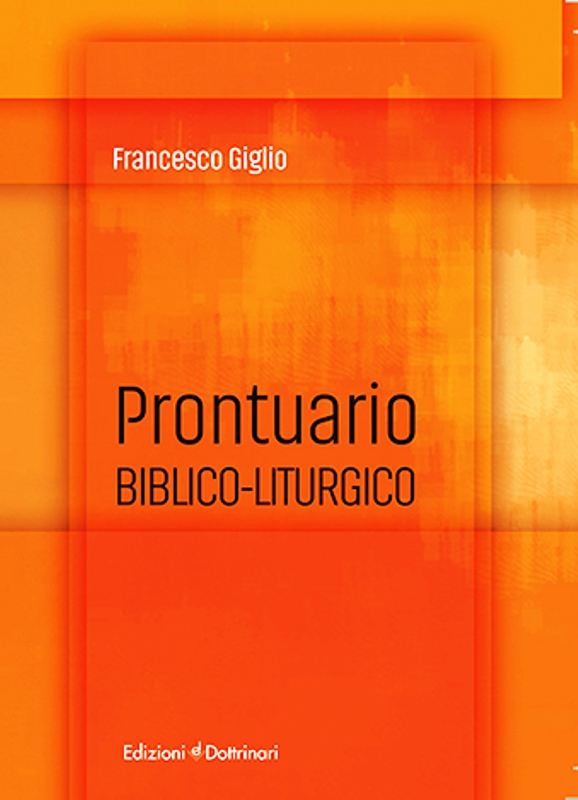 Francesco Giglio
Prontuario
BIBLICO-LITURGICO
Edizioni Dottrinari